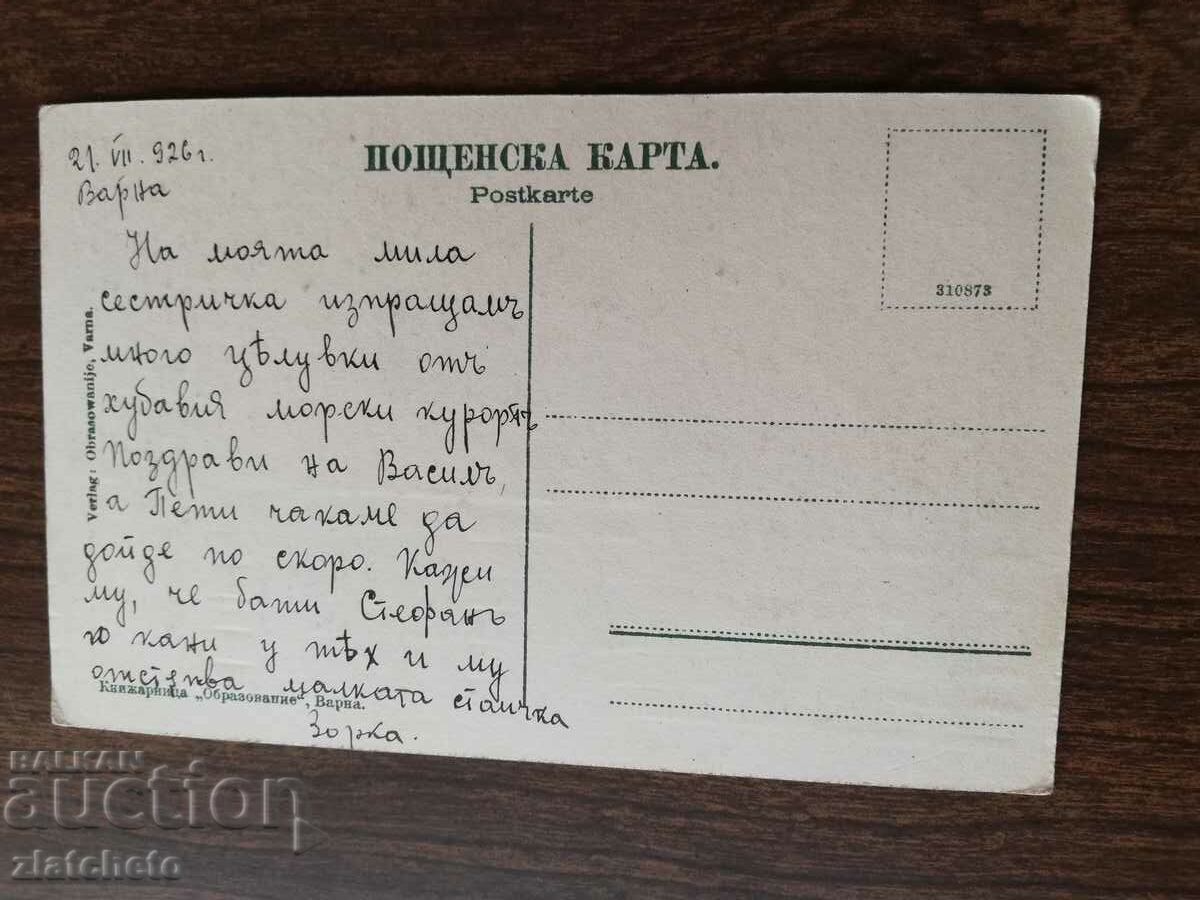 21. VII. 926 г.
Варна
ПОЩЕНСКА КАРТА.
Postkarte
310873
На моята мила
сестричка изпращамъ
много цѣлувки отъ
хубавия морски курортъ
Поздрави на Василъ,
а Пети чакаме да
дойде по скоро. Кажи
му, че бати Стефанъ
го кани у тѣх и му
отстѫпва малката стаичка
Зорка.
Verlag: Obrasowanije, Varna.
Книжарница „Образование", Варна.
BALKAN
auction
zlatcheto